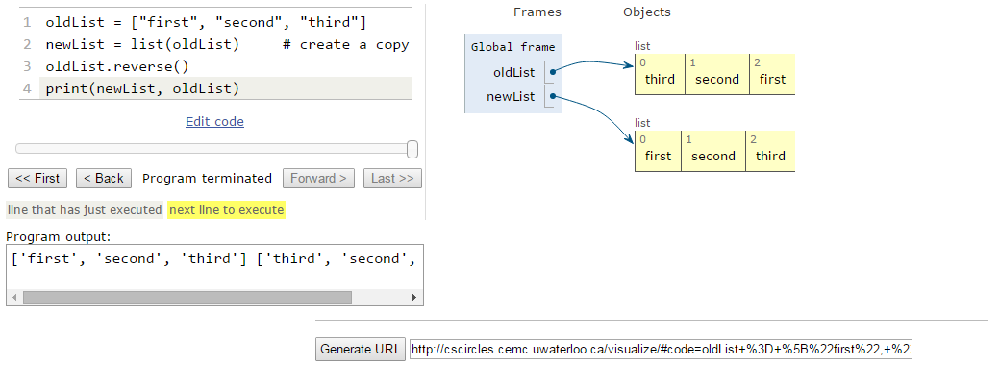 1 oldList = ["first", "second", "third"]
2 newList = list(oldList) # create a copy
3 oldList.reverse()
4 print(newList, oldList)
Edit code
<< First < Back Program terminated Forward > Last >>
line that has just executed next line to execute
Program output:
['first', 'second', 'third'] ['third', 'second',
Frames Objects
Global frame
oldList
newList
list
0 1 2
third second first
list
0 1 2
first second third
Generate URL http://cscircles.cemc.uwaterloo.ca/visualize/#code=oldList+%3D+%5B%22first%22,+%2